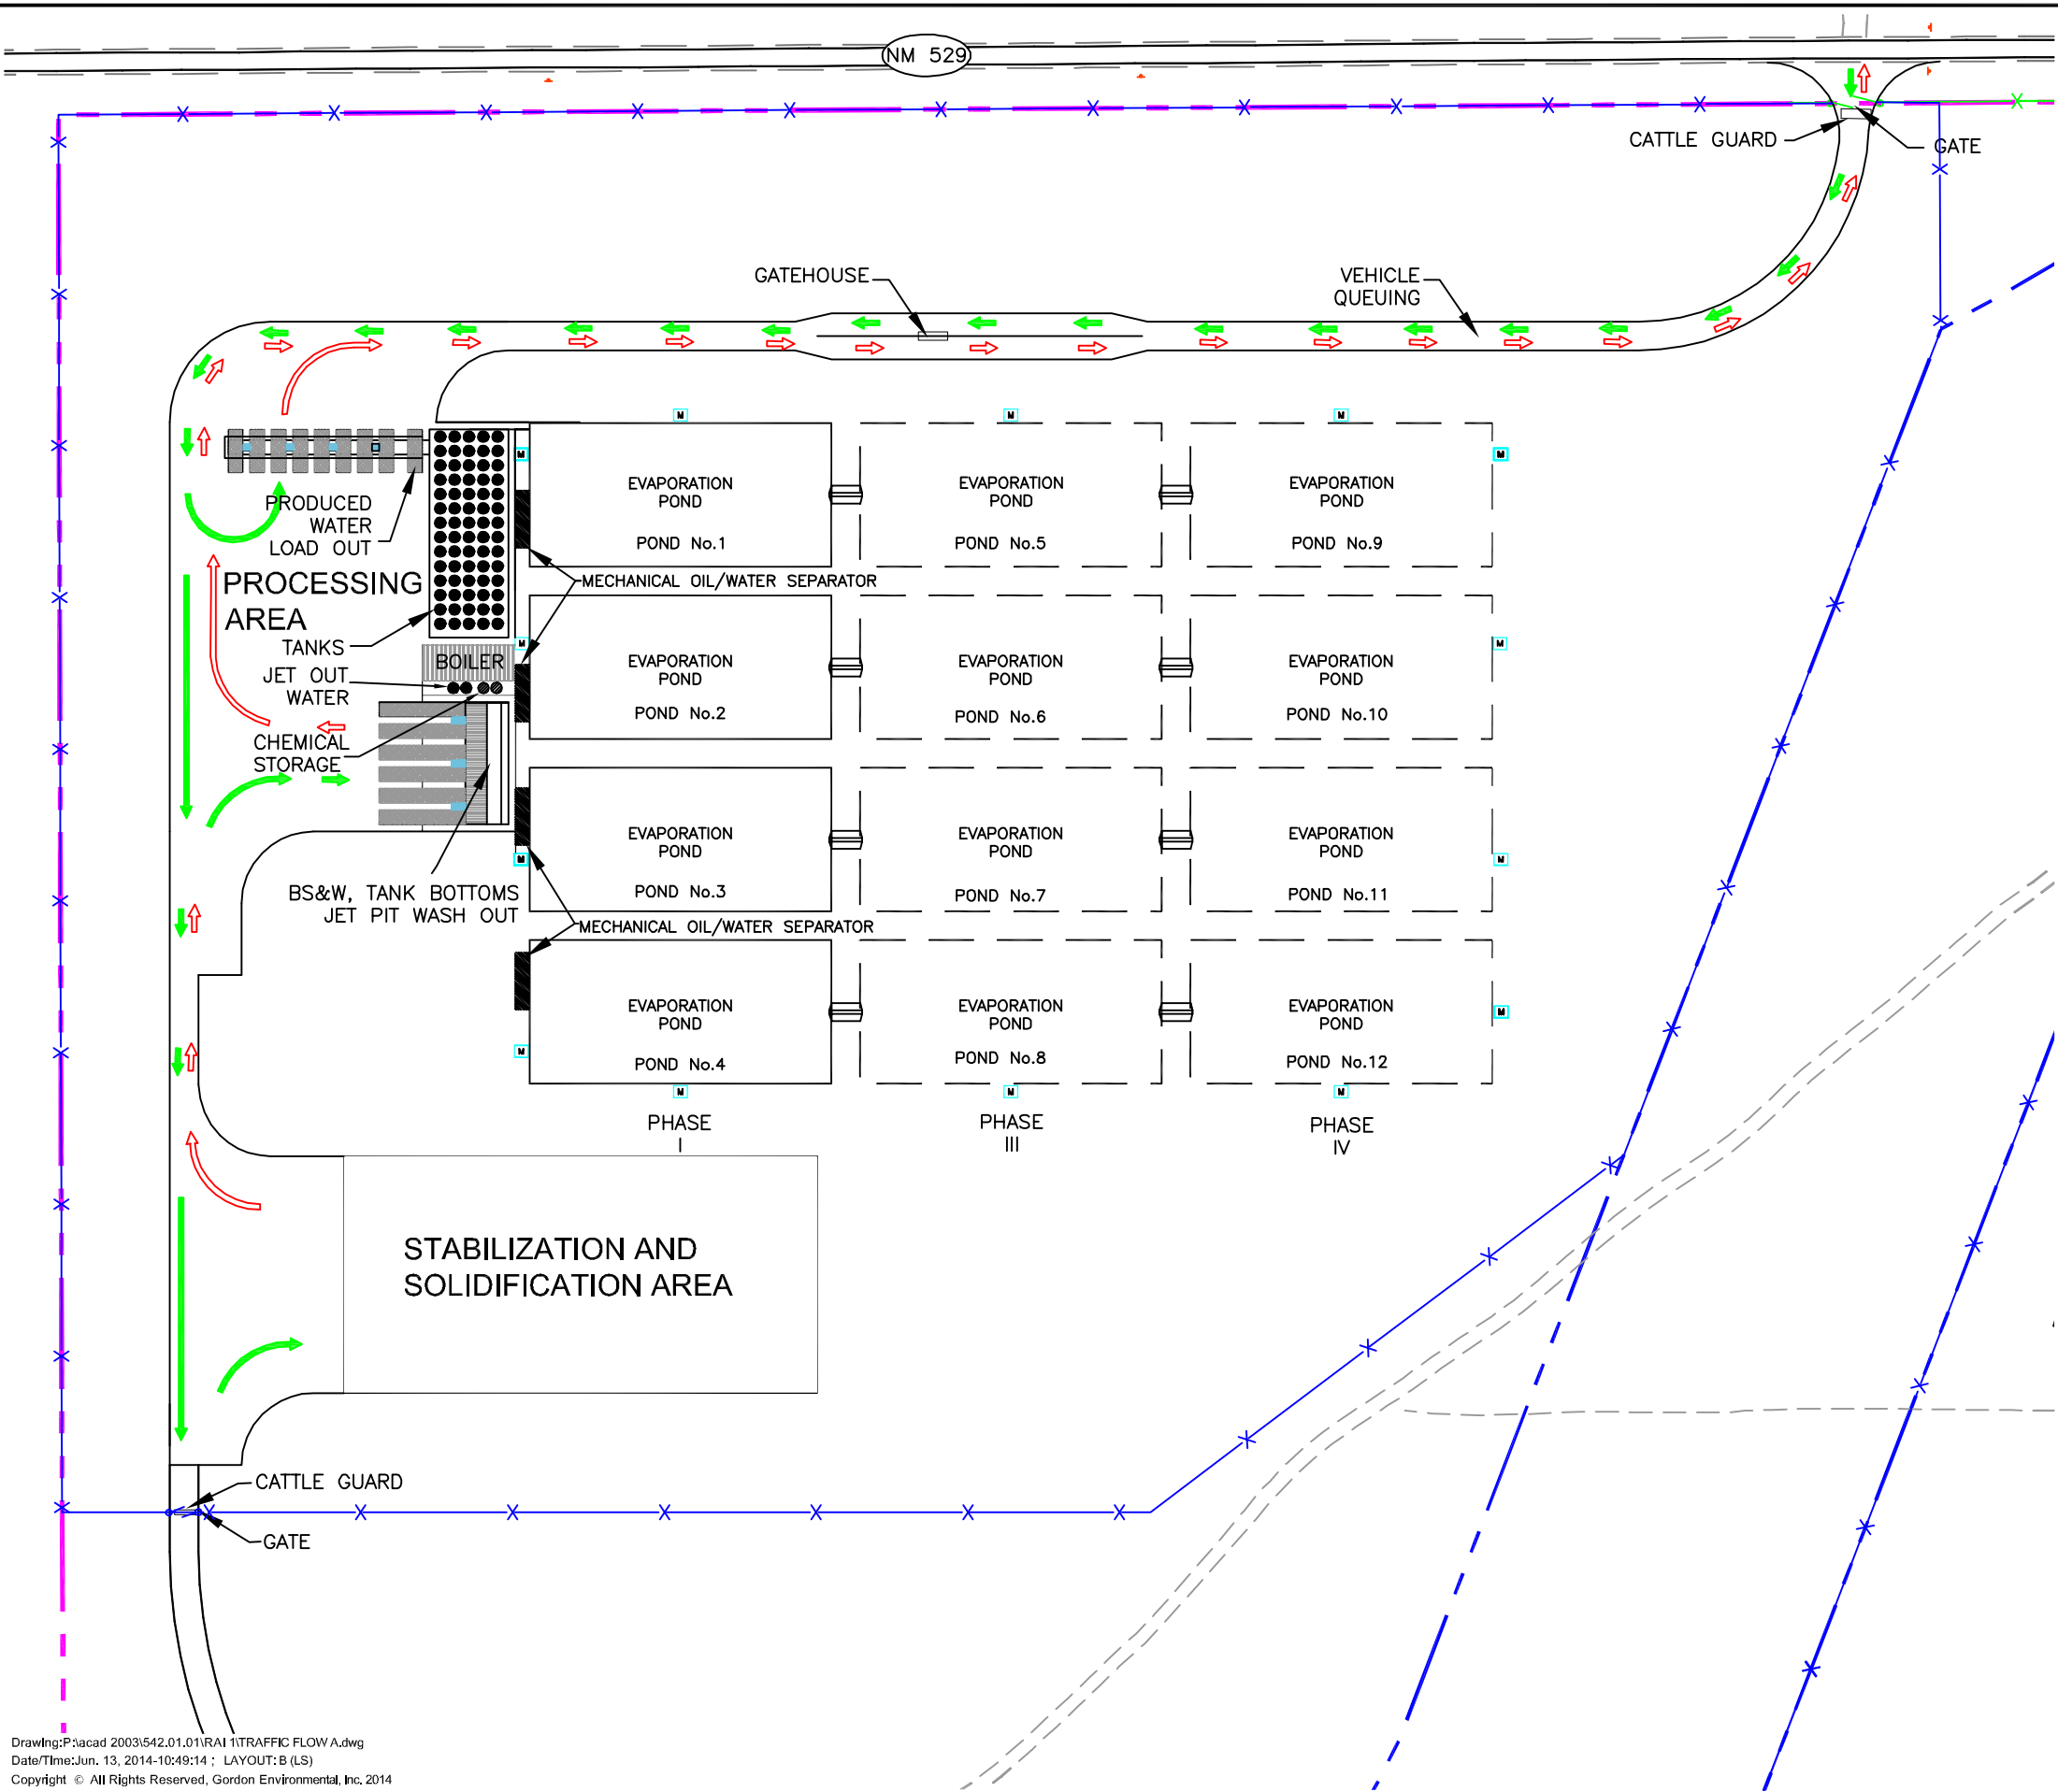 NM 529
CATTLE GUARD
GATE
GATEHOUSE
VEHICLE
QUEUING
M
M
M
M
M
EVAPORATION
POND
POND No.1
EVAPORATION
POND
POND No.5
EVAPORATION
POND
POND No.9
PRODUCED
WATER
LOAD OUT
PROCESSING
AREA
MECHANICAL OIL/WATER SEPARATOR
TANKS
BOILER
JET OUT
WATER
M
M
EVAPORATION
POND
POND No.2
EVAPORATION
POND
POND No.6
EVAPORATION
POND
POND No.10
CHEMICAL
STORAGE
EVAPORATION
POND
POND No.3
EVAPORATION
POND
POND No.7
EVAPORATION
POND
POND No.11
M
M
BS&W, TANK BOTTOMS
JET PIT WASH OUT
MECHANICAL OIL/WATER SEPARATOR
EVAPORATION
POND
POND No.4
EVAPORATION
POND
POND No.8
EVAPORATION
POND
POND No.12
M
M
M
M
M
PHASE
I
PHASE
III
PHASE
IV
STABILIZATION AND
SOLIDIFICATION AREA
CATTLE GUARD
GATE
Drawing:P:\acad 2003\542.01.01\RAI 1\TRAFFIC FLOW A.dwg
Date/Time:Jun. 13, 2014-10:49:14 ; LAYOUT: B (LS)
Copyright © All Rights Reserved, Gordon Environmental, Inc. 2014